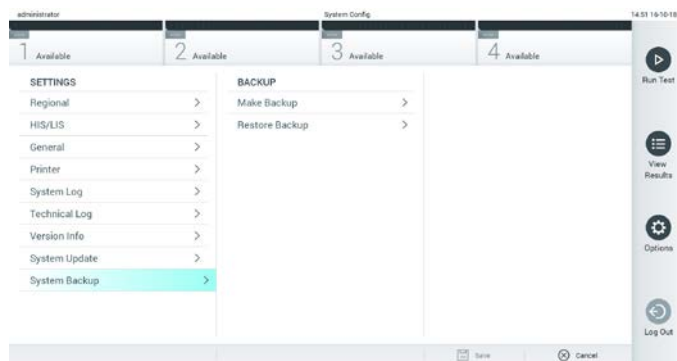 administrator System Config 14:51 16-10-18
1 Available 2 Available 3 Available 4 Available
SETTINGS
Regional
HIS/LIS
General
Printer
System Log
Technical Log
Version Info
System Update
System Backup
BACKUP
Make Backup
Restore Backup
Run Test
View
Results
Options
Log Out
Save Cancel